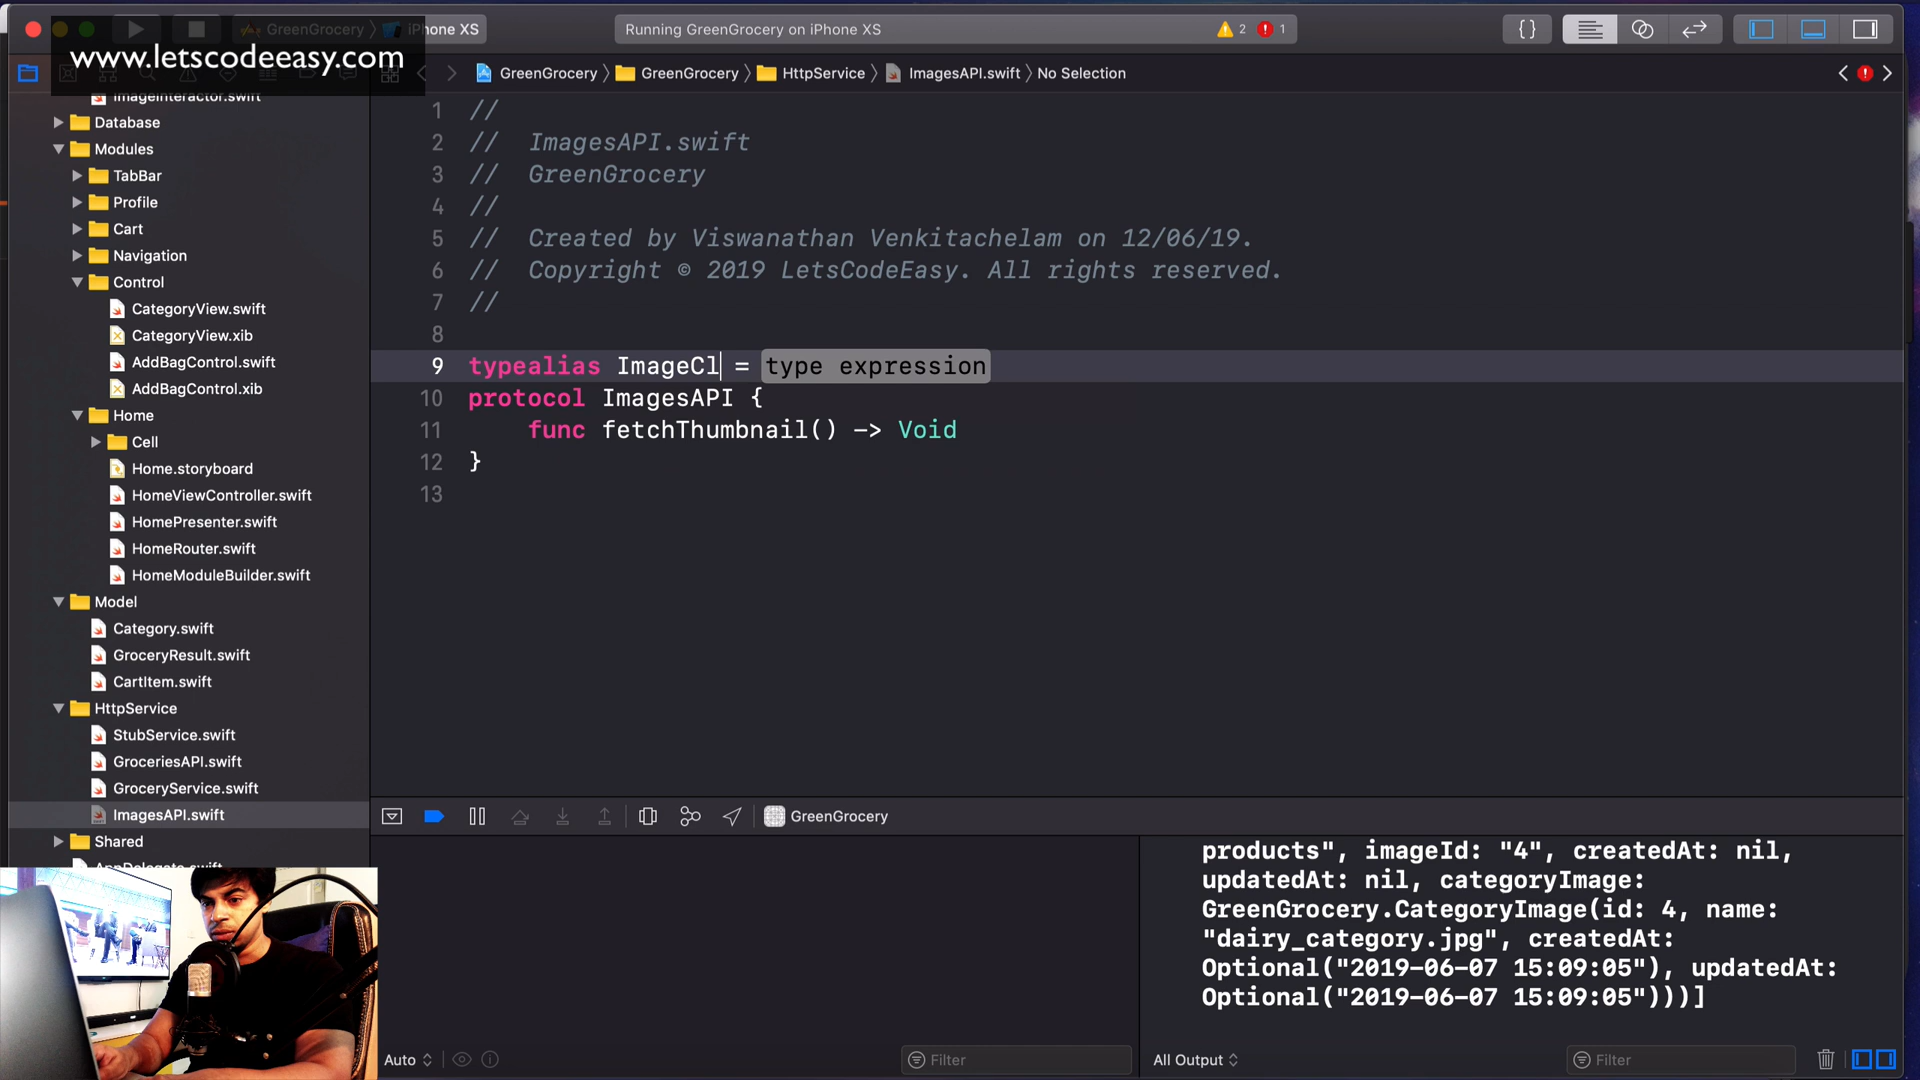 GreenGrocery
iPhone XS
Running GreenGrocery on iPhone XS
2
1
www.letscodeeasy.com
GreenGrocery
GreenGrocery
HttpService
ImagesAPI.swift
No Selection
ImageInteractor.swift
Database
Modules
TabBar
Profile
Cart
Navigation
Control
CategoryView.swift
CategoryView.xib
AddBagControl.swift
AddBagControl.xib
Home
Cell
Home.storyboard
HomeViewController.swift
HomePresenter.swift
HomeRouter.swift
HomeModuleBuilder.swift
Model
Category.swift
GroceryResult.swift
CartItem.swift
HttpService
StubService.swift
GroceriesAPI.swift
GroceryService.swift
ImagesAPI.swift
Shared
AppDelegate.swift
1 //
2 //  ImagesAPI.swift
3 //  GreenGrocery
4 //
5 //  Created by Viswanathan Venkitachelam on 12/06/19.
6 //  Copyright © 2019 LetsCodeEasy. All rights reserved.
7 //
8
9 typealias ImageCl = type expression
10 protocol ImagesAPI {
11     func fetchThumbnail() -> Void
12 }
13
GreenGrocery
products", imageId: "4", createdAt: nil,
updatedAt: nil, categoryImage:
GreenGrocery.CategoryImage(id: 4, name:
"dairy_category.jpg", createdAt:
Optional("2019-06-07 15:09:05"), updatedAt:
Optional("2019-06-07 15:09:05")))]
Auto
Filter
All Output
Filter